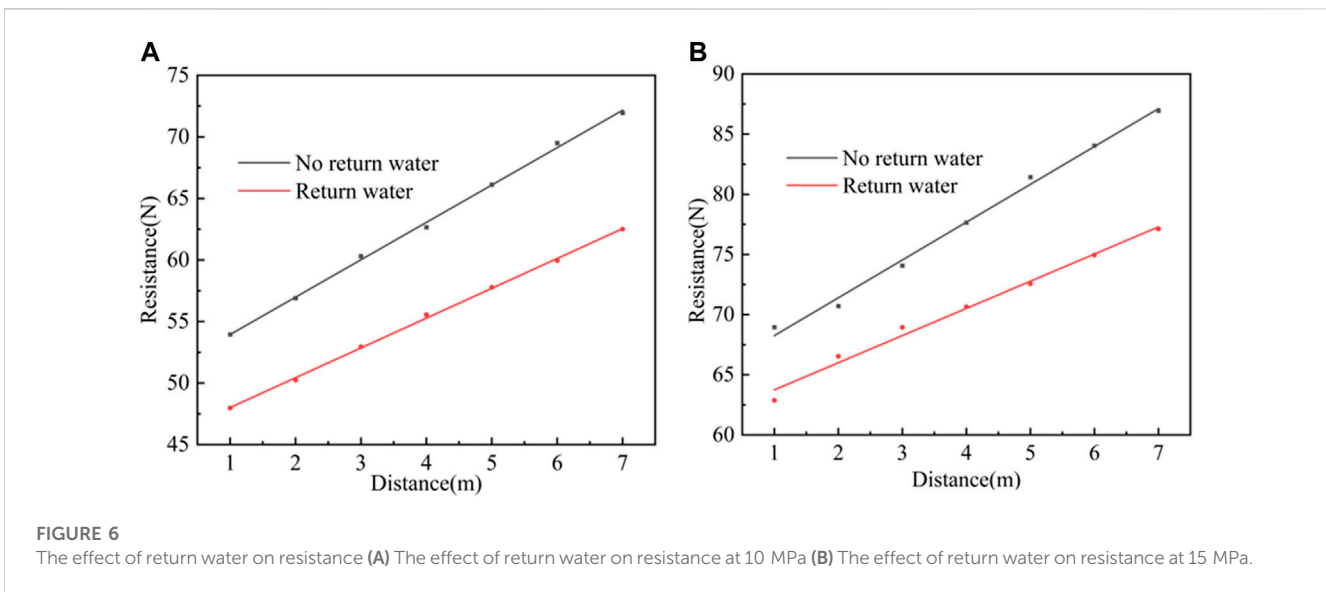 A
75
70
65
60
55
50
45
Resistance(N)
No return water
Return water
1 2 3 4 5 6 7
Distance(m)
B
90
85
80
75
70
65
60
Resistance(N)
No return water
Return water
1 2 3 4 5 6 7
Distance(m)
FIGURE 6
The effect of return water on resistance (A) The effect of return water on resistance at 10 MPa (B) The effect of return water on resistance at 15 MPa.